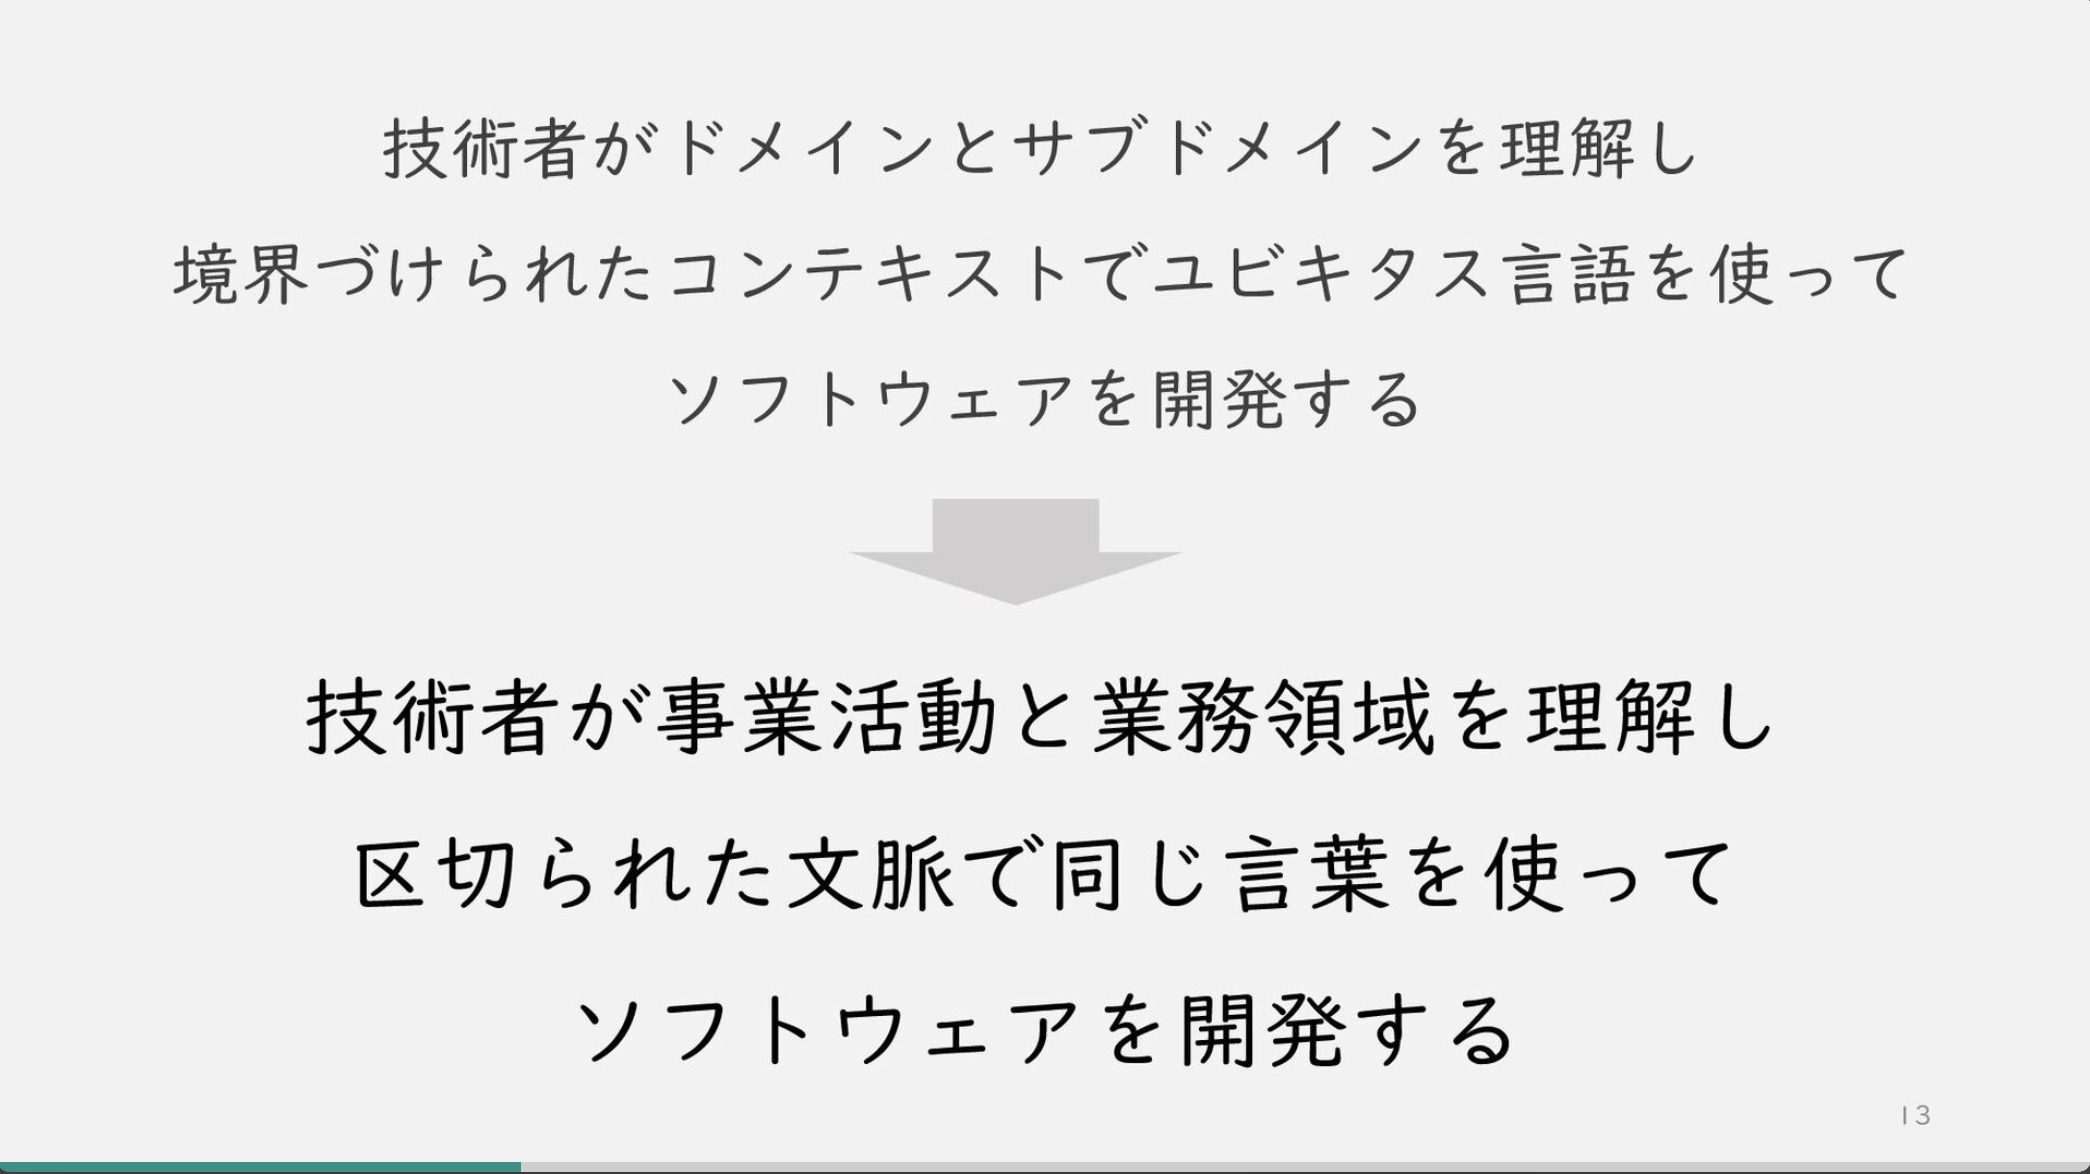 技術者がドメインとサブドメインを理解し
境界づけられたコンテキストでユビキタス言語を使って
ソフトウェアを開発する
技術者が事業活動と業務領域を理解し
区切られた文脈で同じ言葉を使って
ソフトウェアを開発する
13